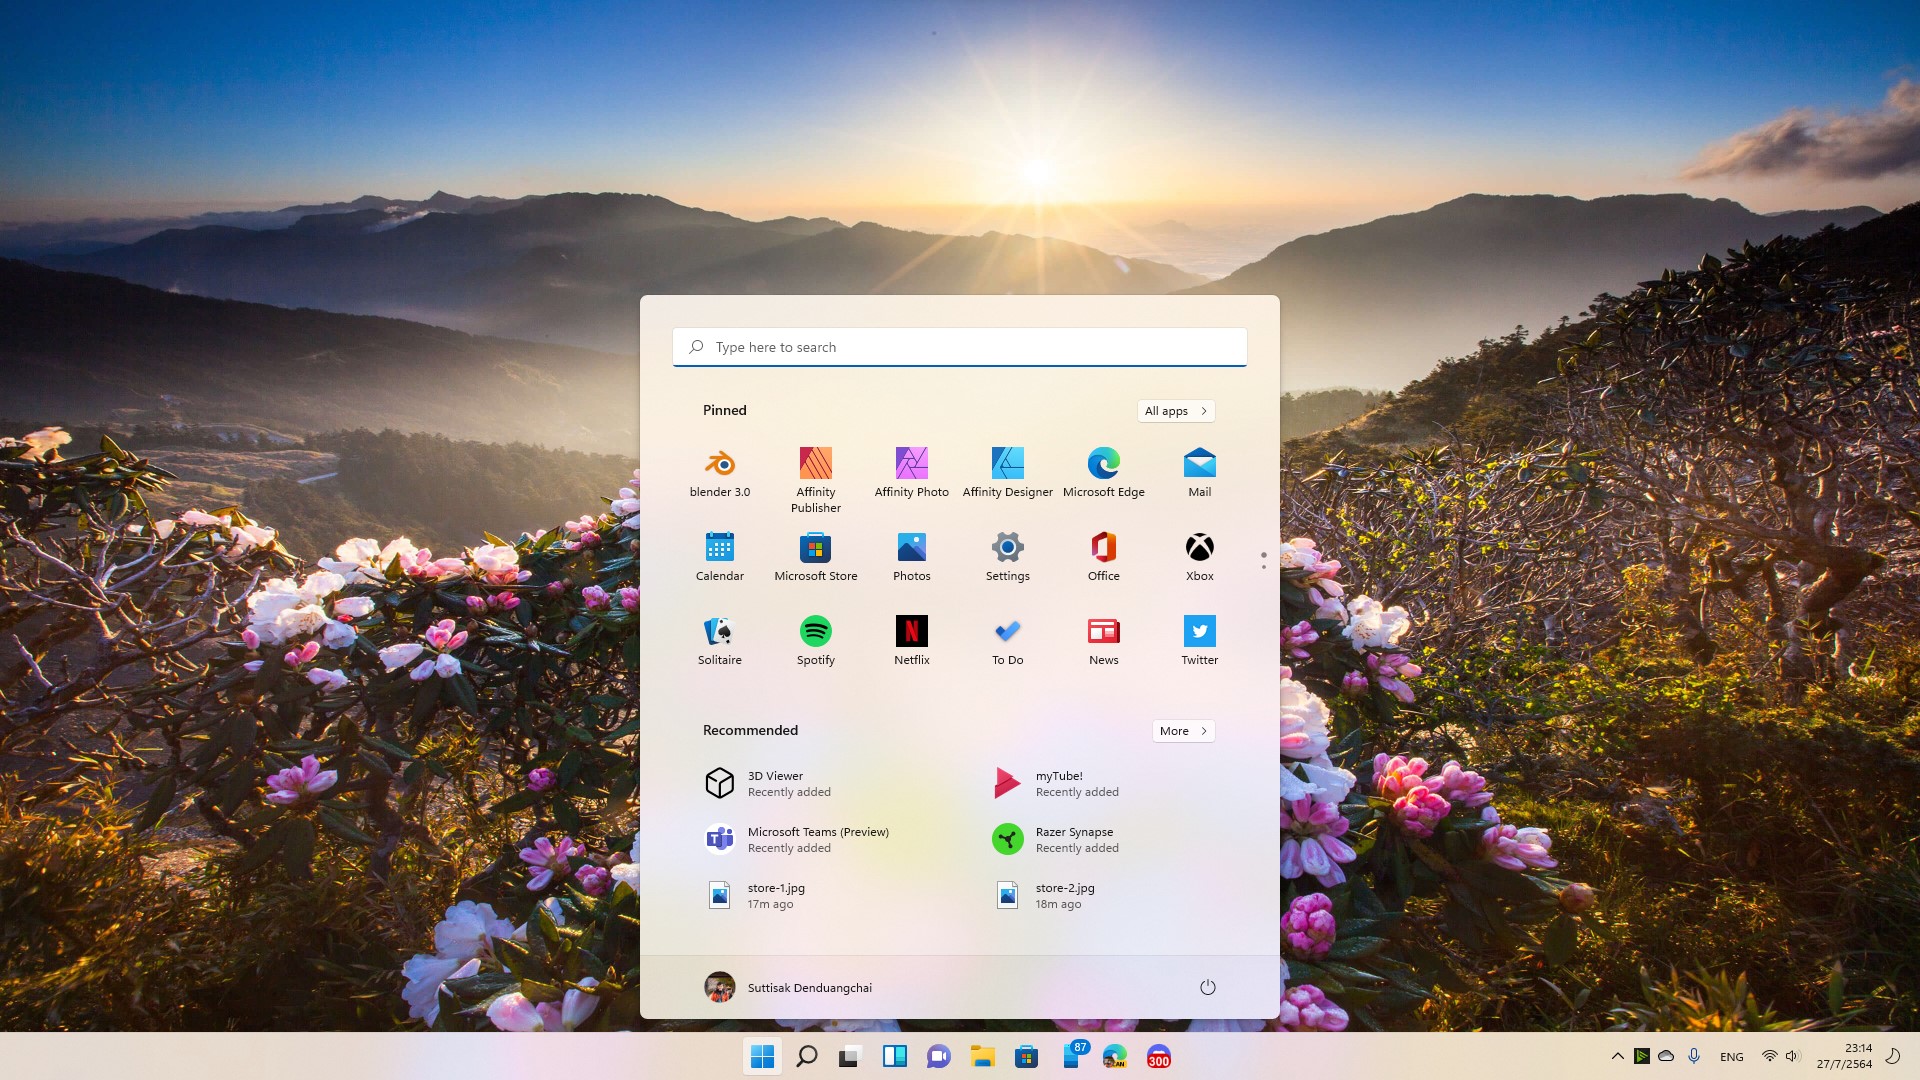 Type here to search
Pinned
All apps
blender 3.0
Affinity
Publisher
Affinity Photo
Affinity Designer
Microsoft Edge
Mail
Calendar
Microsoft Store
Photos
Settings
Office
Xbox
Solitaire
Spotify
Netflix
To Do
News
Twitter
Recommended
More
3D Viewer
Recently added
myTube!
Recently added
Microsoft Teams (Preview)
Recently added
Razer Synapse
Recently added
store-1.jpg
17m ago
store-2.jpg
18m ago
Suttisak Denduangchai
87
300
ENG
23:14
27/7/2564